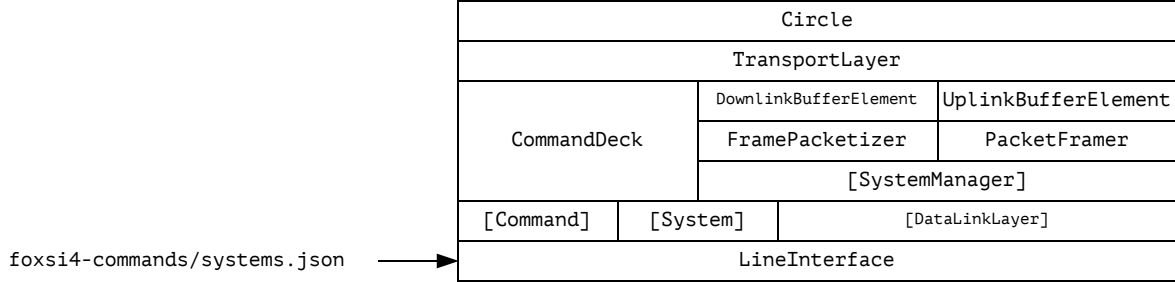 Circle
TransportLayer
DownlinkBufferElement UplinkBufferElement
CommandDeck FramePacketizer PacketFramer
[SystemManager]
[Command] [System] [DataLinkLayer]
foxsi4-commands/systems.json LineInterface